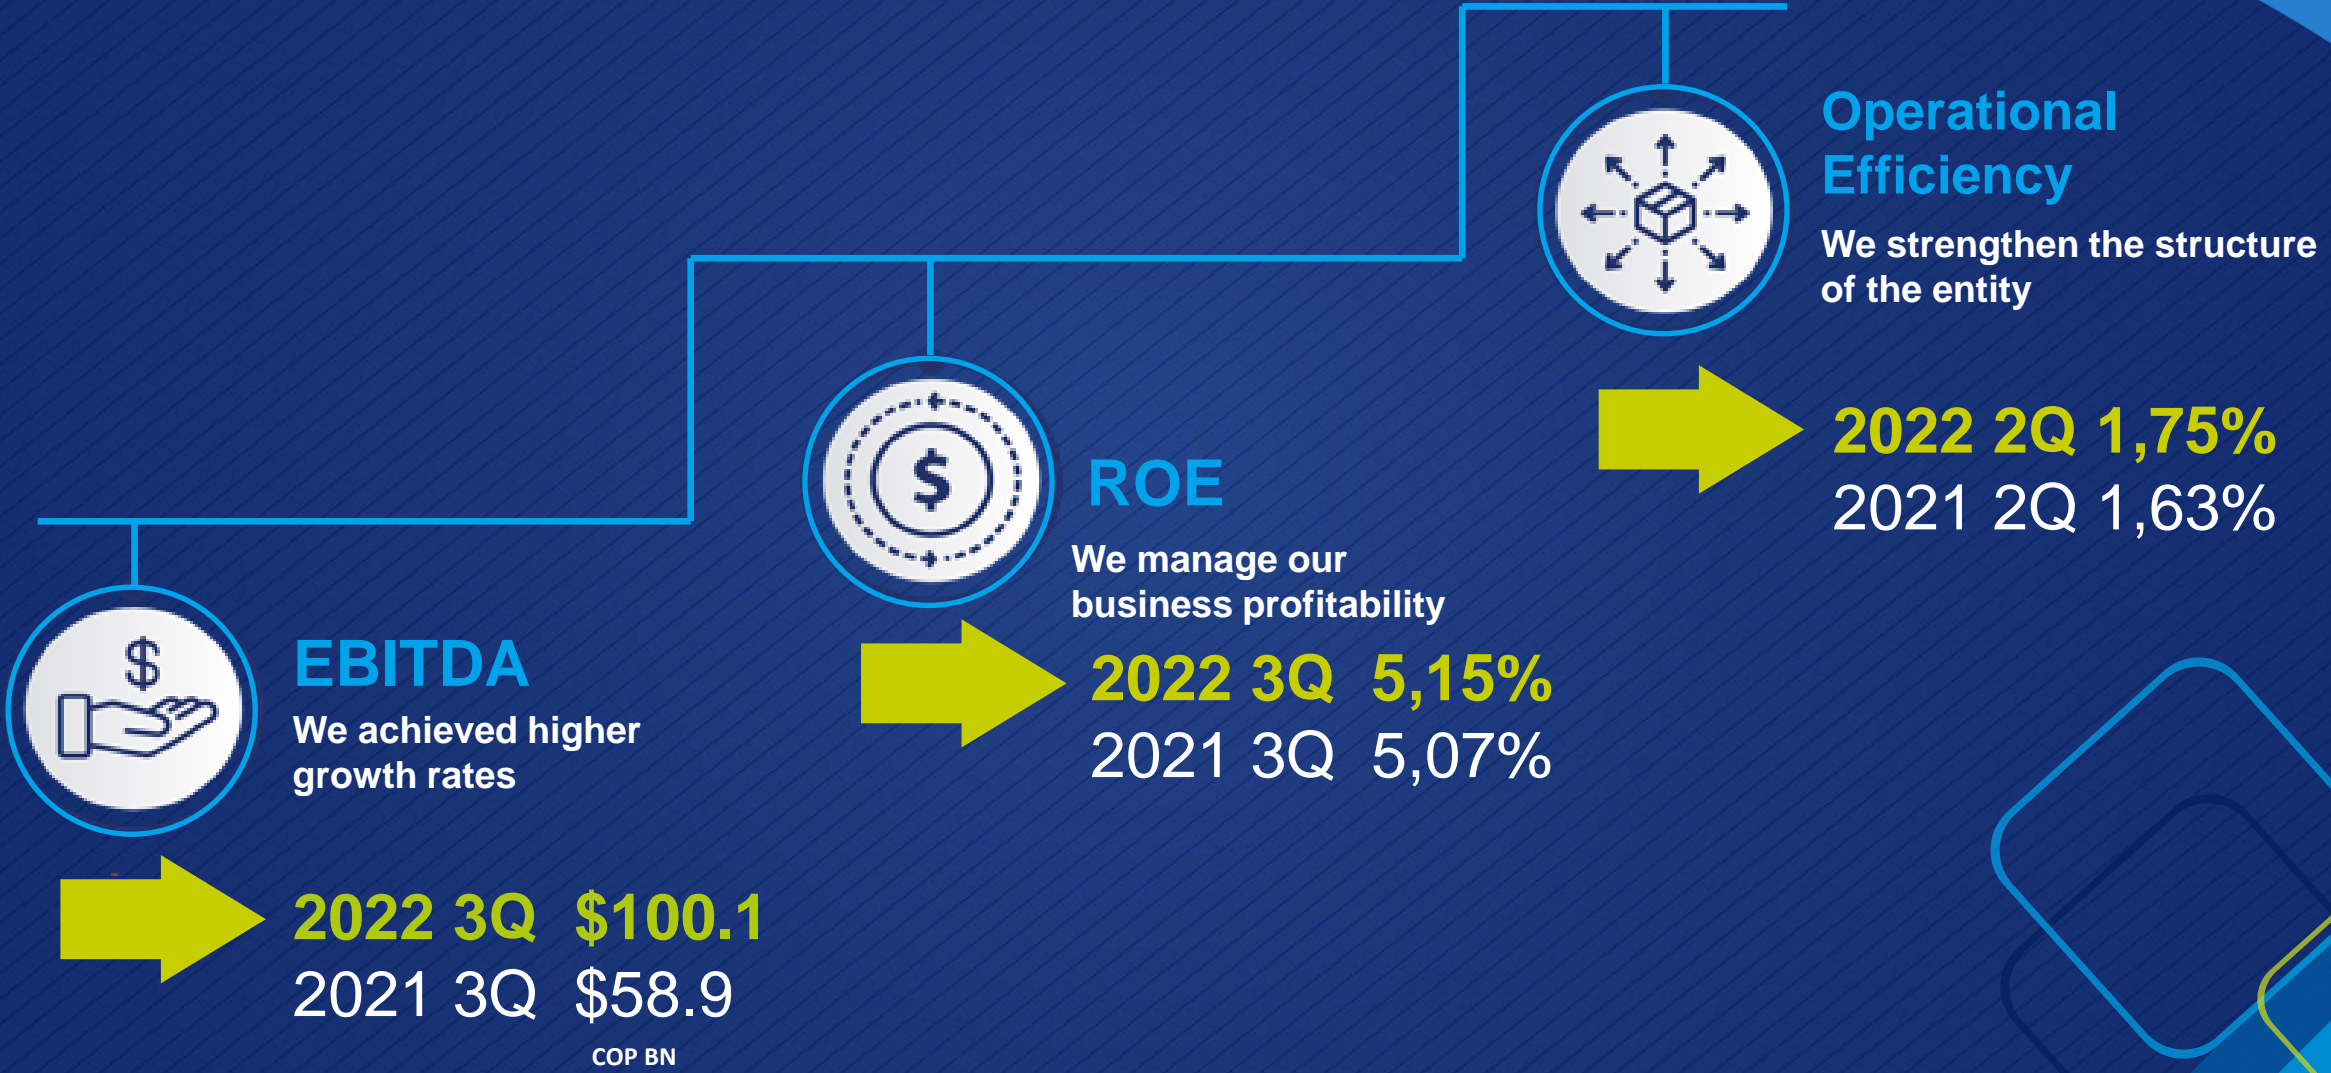 EBITDA
We achieved higher
growth rates
2022 3Q $100.1
2021 3Q $58.9
COP BN
ROE
We manage our
business profitability
2022 3Q 5,15%
2021 3Q 5,07%
Operational
Efficiency
We strengthen the structure
of the entity
2022 2Q 1,75%
2021 2Q 1,63%